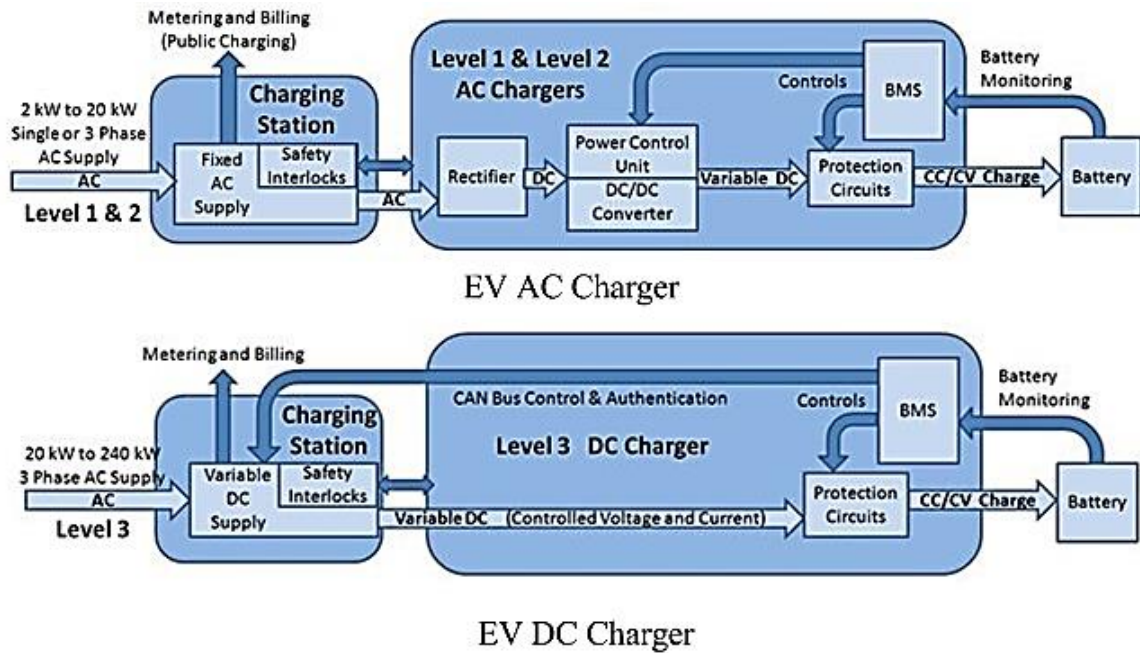 Metering and Billing
(Public Charging)
2 kW to 20 kW
Single or 3 Phase
AC Supply
AC
Level 1 & 2
Charging
Station
Fixed
AC
Supply
Safety
Interlocks
AC
Level 1 & Level 2
AC Chargers
Rectifier
DC
Power Control
Unit
DC/DC
Converter
Variable DC
Controls
BMS
Protection
Circuits
Battery
Monitoring
CC/CV Charge
Battery
EV AC Charger
Metering and Billing
20 kW to 240 kW
3 Phase AC Supply
AC
Level 3
Charging
Station
Variable
DC
Supply
Safety
Interlocks
CAN Bus Control & Authentication
Level 3 DC Charger
Variable DC (Controlled Voltage and Current)
Controls
BMS
Protection
Circuits
Battery
Monitoring
CC/CV Charge
Battery
EV DC Charger